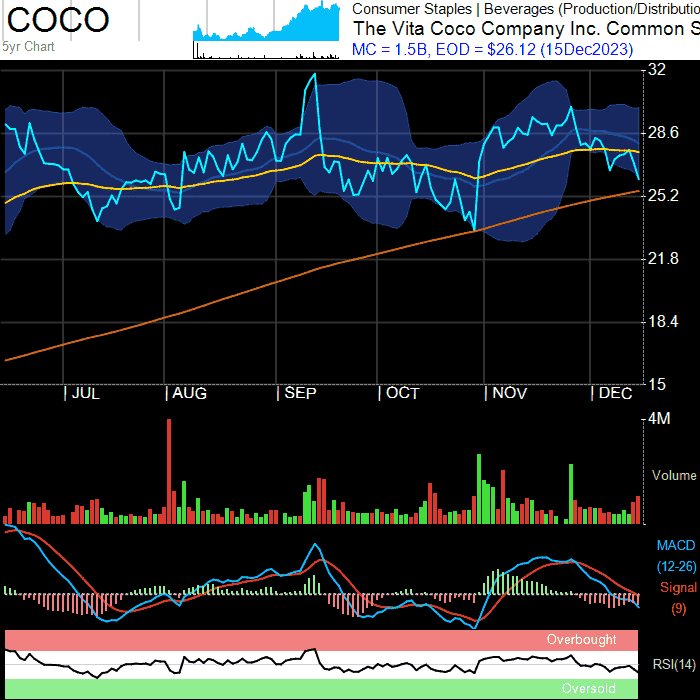 COCO
5yr Chart
Consumer Staples | Beverages (Production/Distributio
The Vita Coco Company Inc. Common S
MC = 1.5B, EOD = $26.12 (15Dec2023)
32
28.6
25.2
21.8
18.4
15
| JUL | AUG | SEP | OCT | NOV | DEC
4M
Volume
MACD
(12-26)
Signal
(9)
Overbought
RSI(14)
Oversold